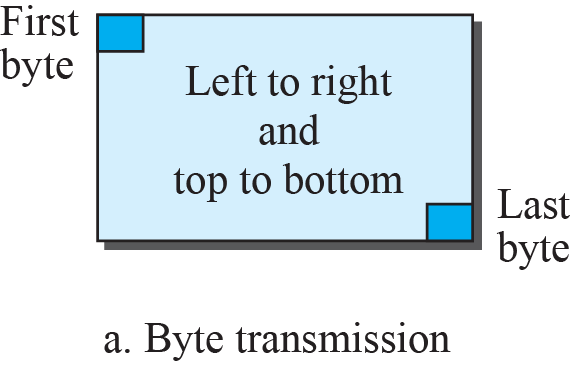 First
byte
Left to right
and
top to bottom
Last
byte
a. Byte transmission